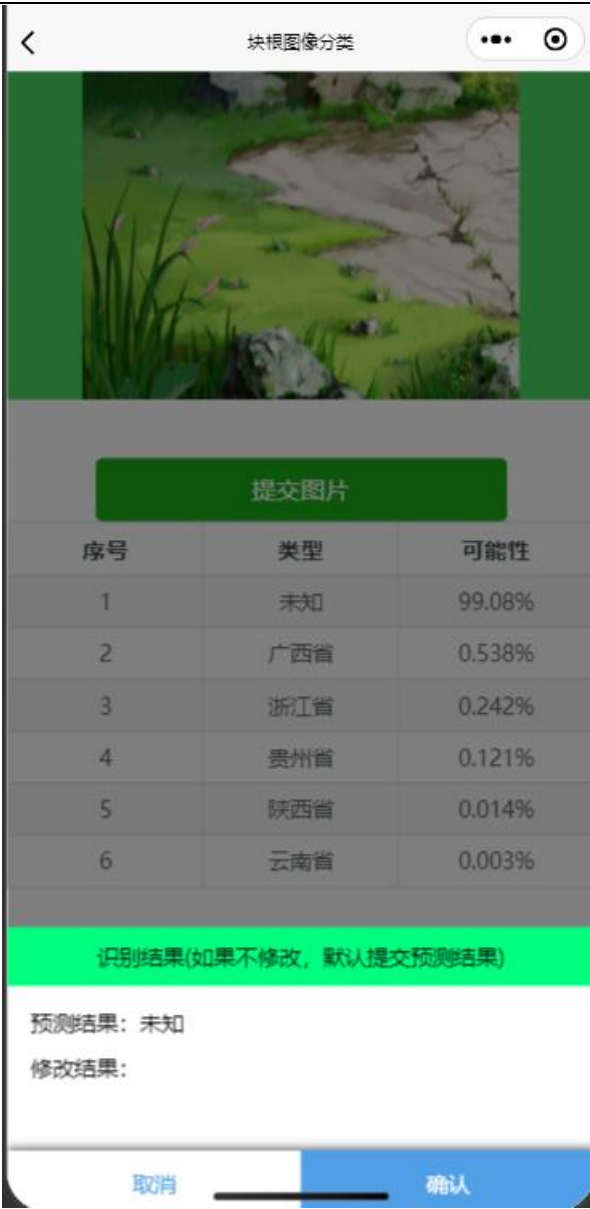 块根图像分类
提交图片
序号 类型 可能性
1 未知 99.08%
2 广西省 0.538%
3 浙江省 0.242%
4 贵州省 0.121%
5 陕西省 0.014%
6 云南省 0.003%
识别结果(如果不修改，默认提交预测结果)
预测结果：未知
修改结果：
取消 确认